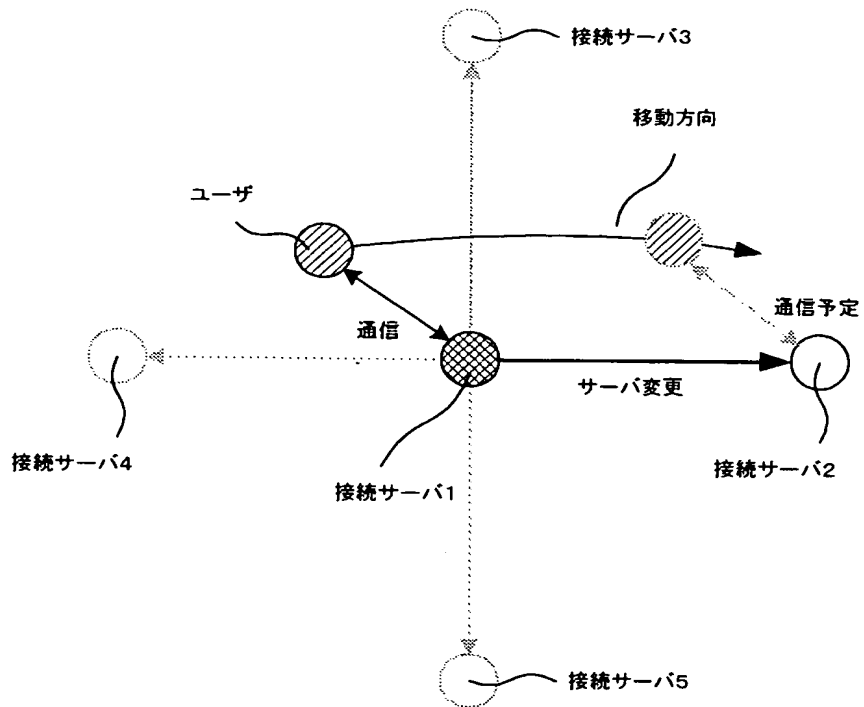 接続サーバ3
移動方向
ユーザ
通信予定
通信
サーバ変更
接続サーバ4
接続サーバ2
接続サーバ1
接続サーバ5